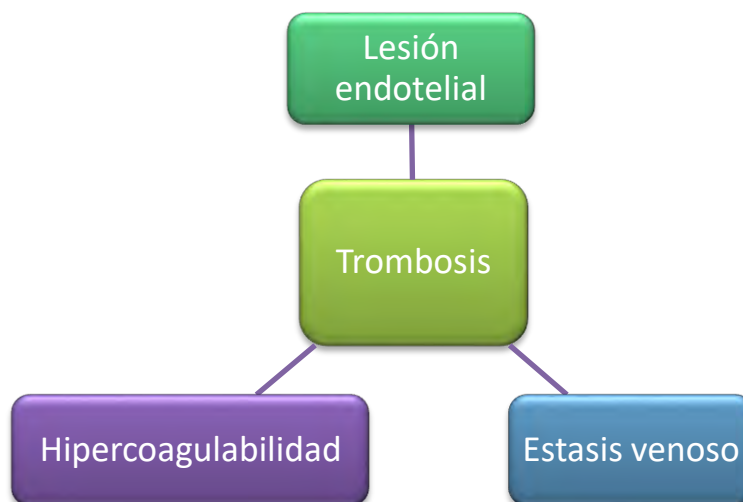 Lesión
endotelial
Trombosis
Hipercoagulabilidad
Estasis venoso